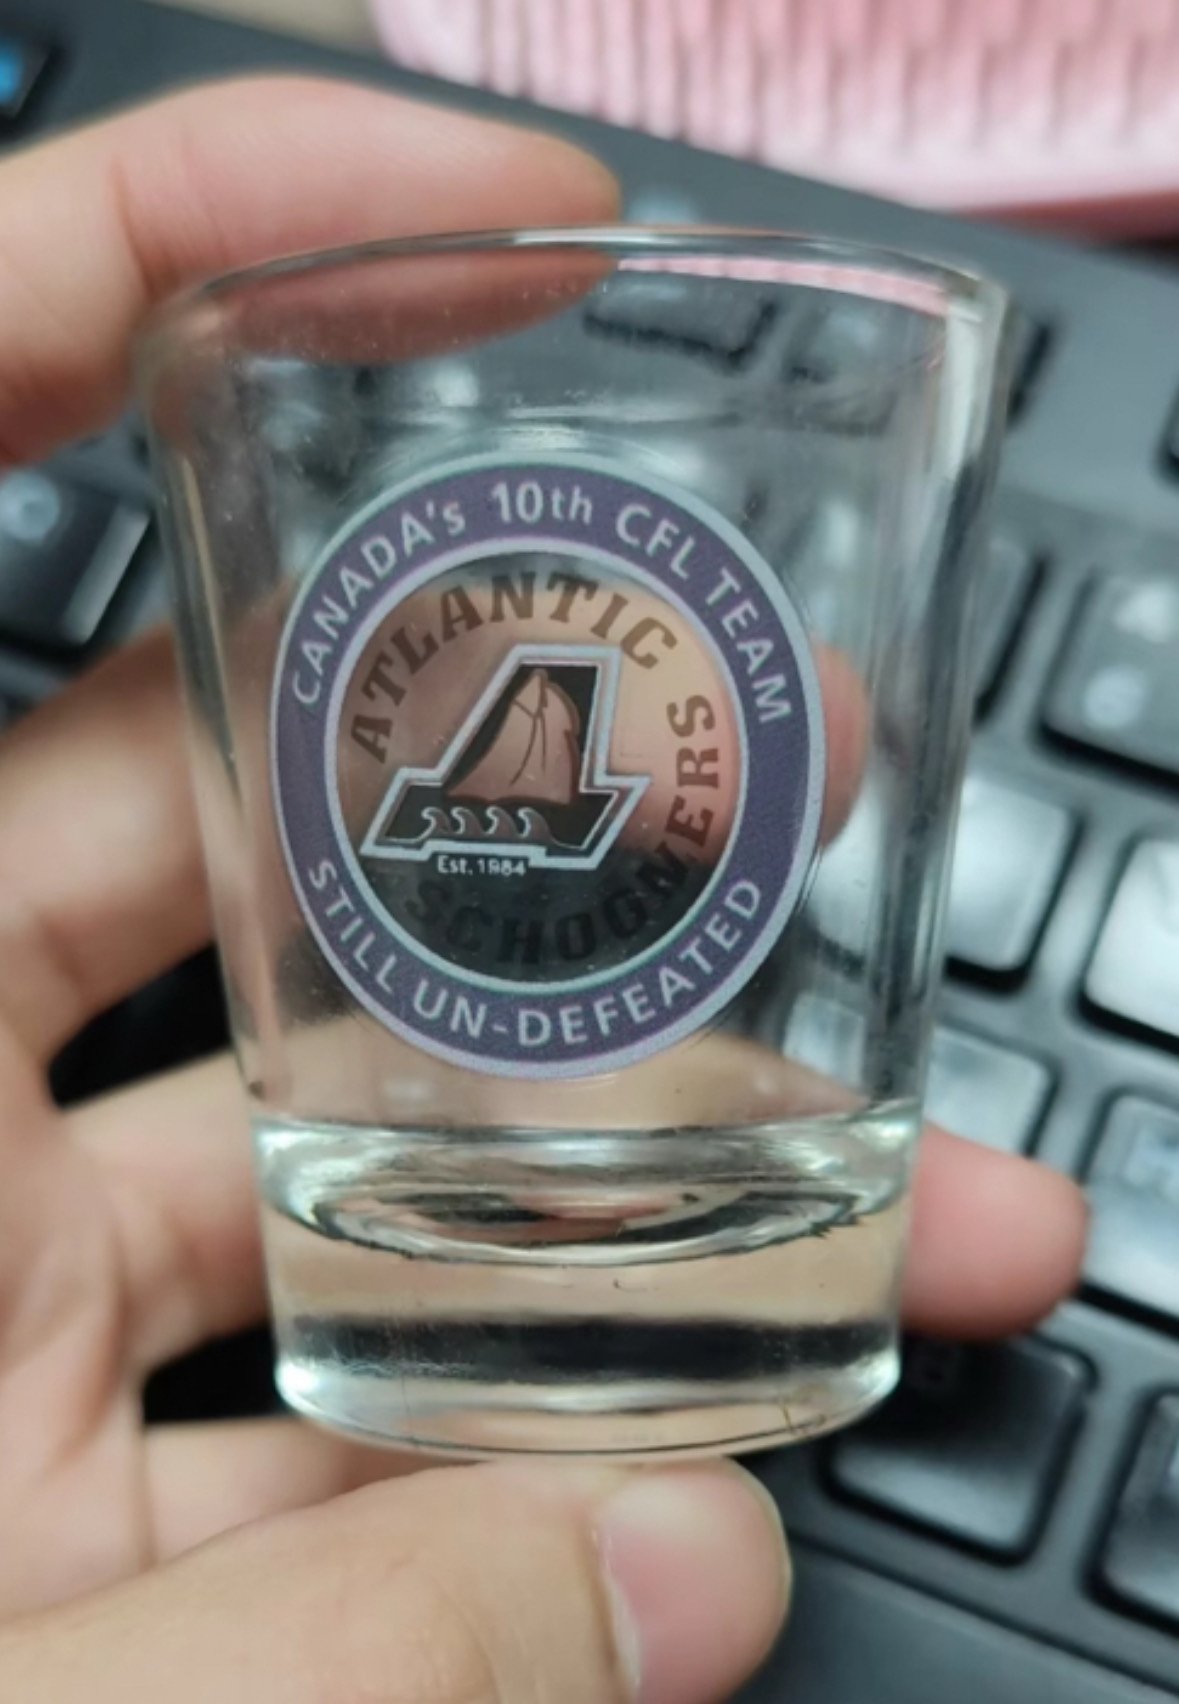 CANADA's 10th CFL TEAM
ATLANTIC
SCHOONERS
Est. 1984
STILL UN-DEFEATED